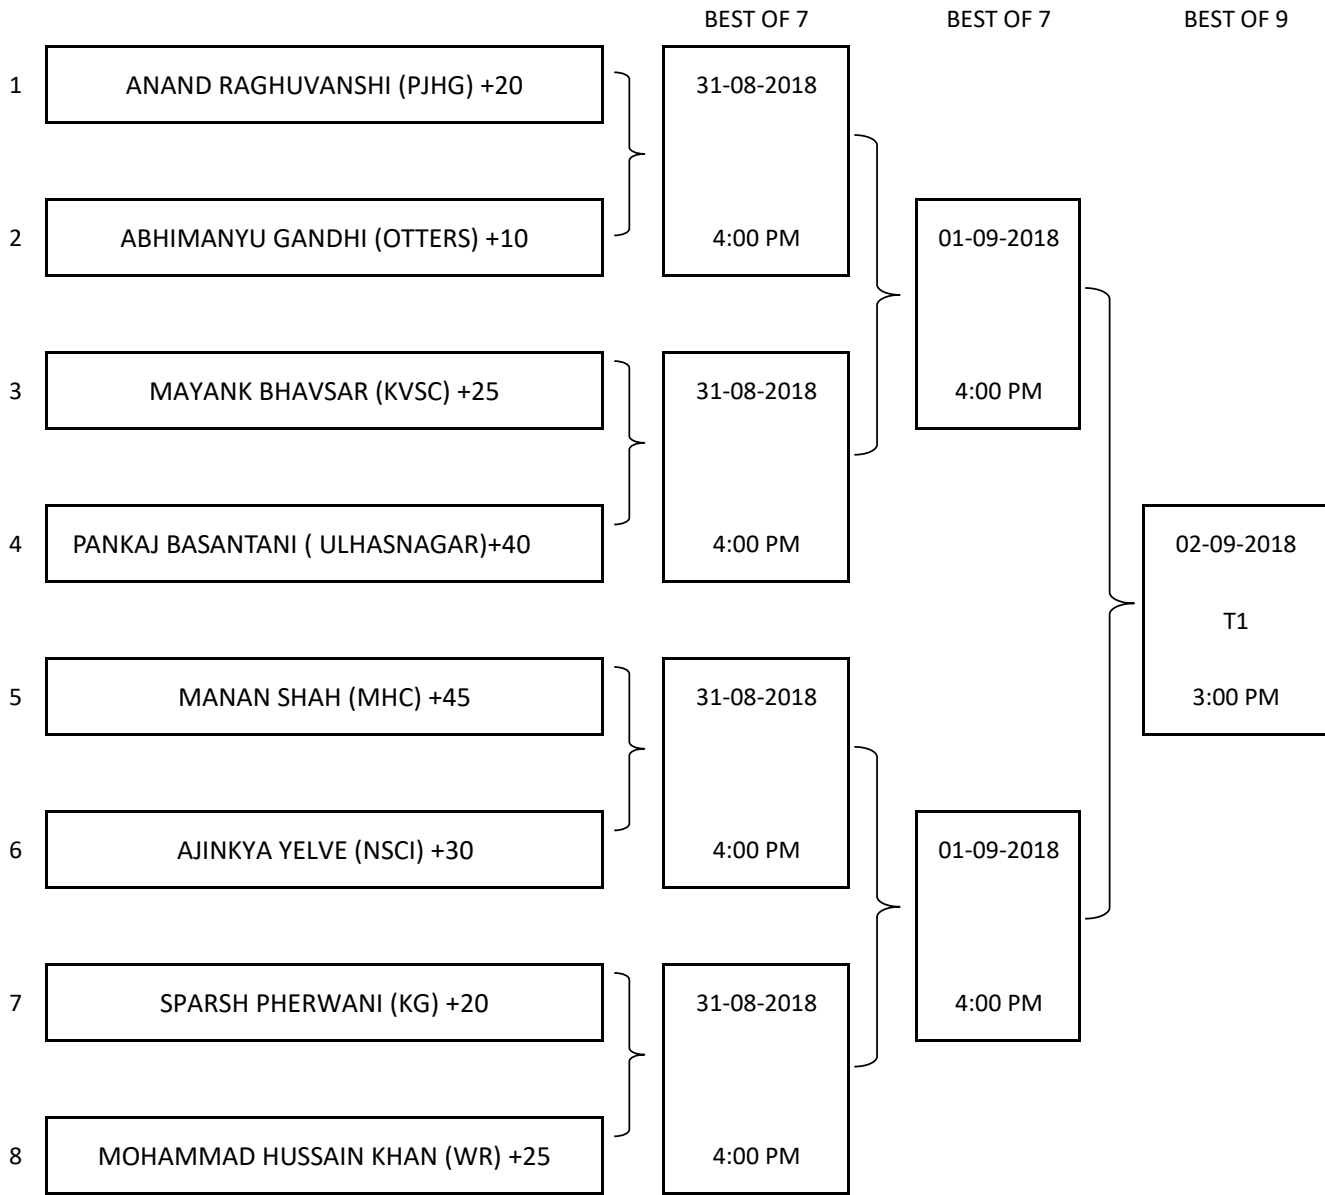 BEST OF 7 BEST OF 7 BEST OF 9
1 ANAND RAGHUVANSHI (PJHG) +20 31-08-2018
2 ABHIMANYU GANDHI (OTTERS) +10 4:00 PM 01-09-2018
3 MAYANK BHAVSAR (KVSC) +25 31-08-2018 4:00 PM
4 PANKAJ BASANTANI ( ULHASNAGAR)+40 4:00 PM 02-09-2018
T1
5 MANAN SHAH (MHC) +45 31-08-2018 3:00 PM
6 AJINKYA YELVE (NSCI) +30 4:00 PM 01-09-2018
7 SPARSH PHERWANI (KG) +20 31-08-2018 4:00 PM
8 MOHAMMAD HUSSAIN KHAN (WR) +25 4:00 PM